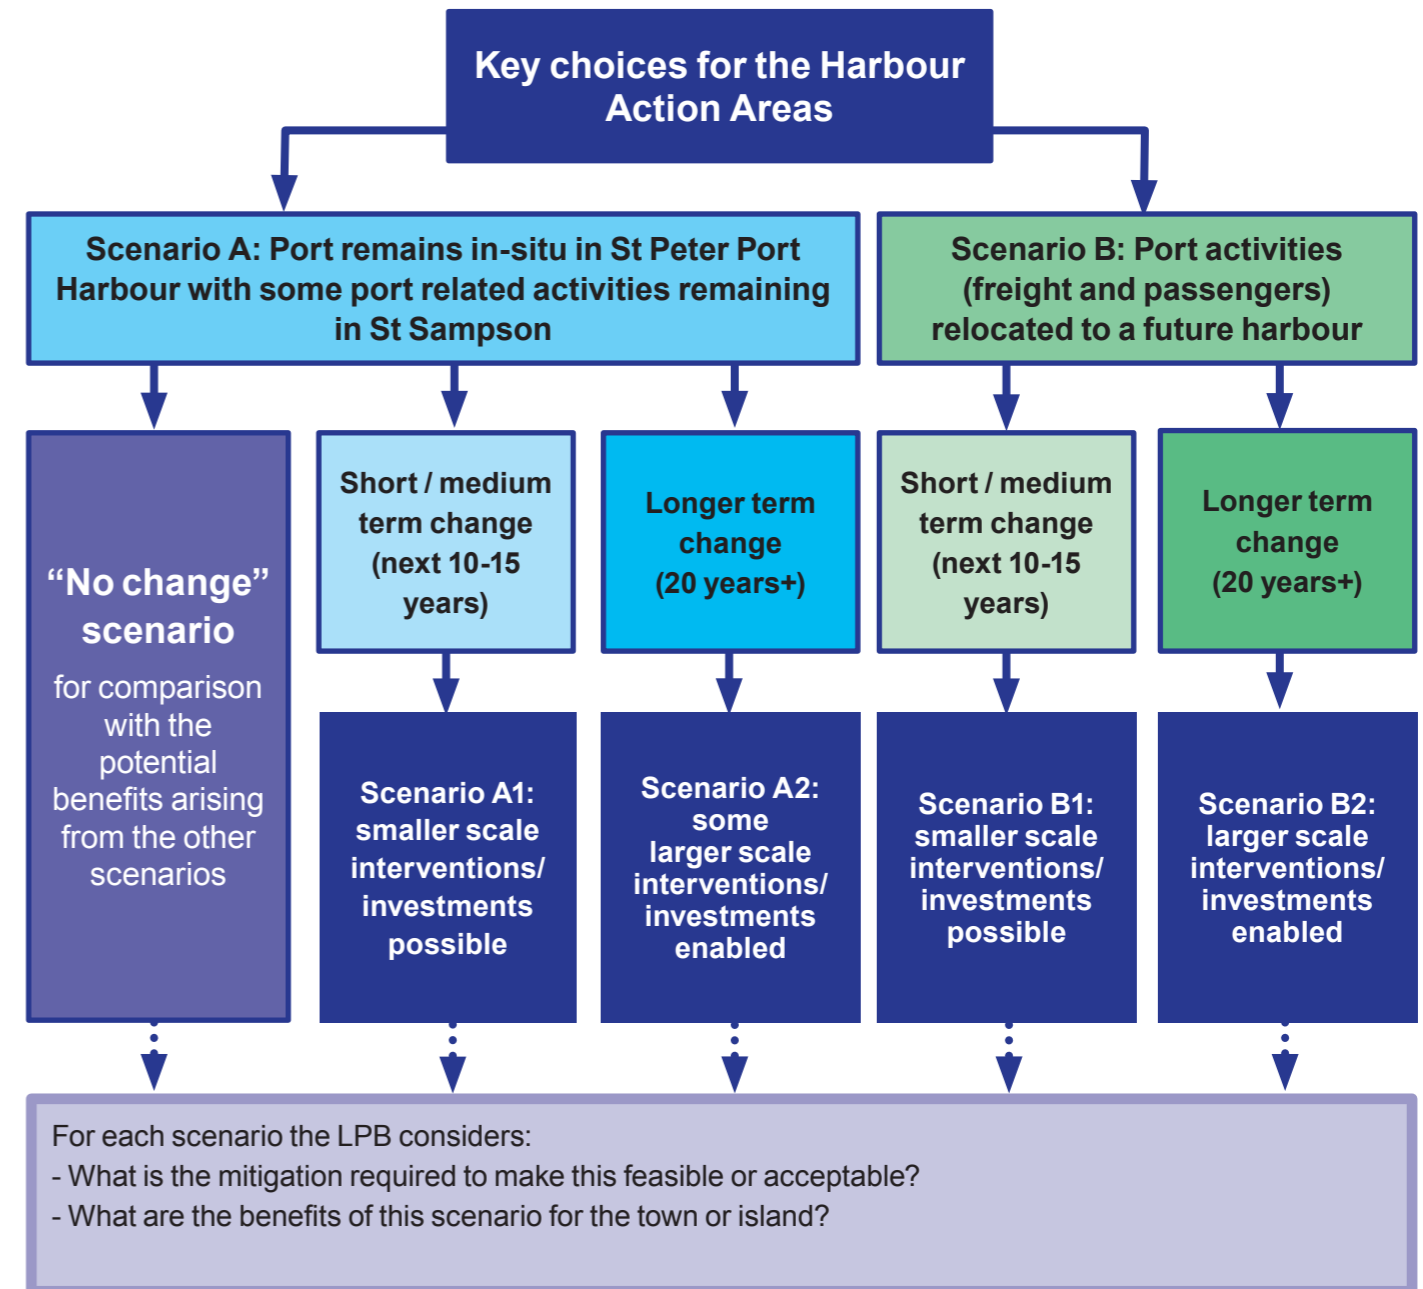 Key choices for the Harbour
Action Areas
Scenario A: Port remains in-situ in St Peter Port
Harbour with some port related activities remaining
in St Sampson
Scenario B: Port activities
(freight and passengers)
relocated to a future harbour
“No change”
scenario
for comparison
with the
potential
benefits arising
from the other
scenarios
Short / medium
term change
(next 10-15
years)
Longer term
change
(20 years+)
Short / medium
term change
(next 10-15
years)
Longer term
change
(20 years+)
Scenario A1:
smaller scale
interventions/
investments
possible
Scenario A2:
some
larger scale
interventions/
investments
enabled
Scenario B1:
smaller scale
interventions/
investments
possible
Scenario B2:
larger scale
interventions/
investments
enabled
For each scenario the LPB considers:
- What is the mitigation required to make this feasible or acceptable?
- What are the benefits of this scenario for the town or island?